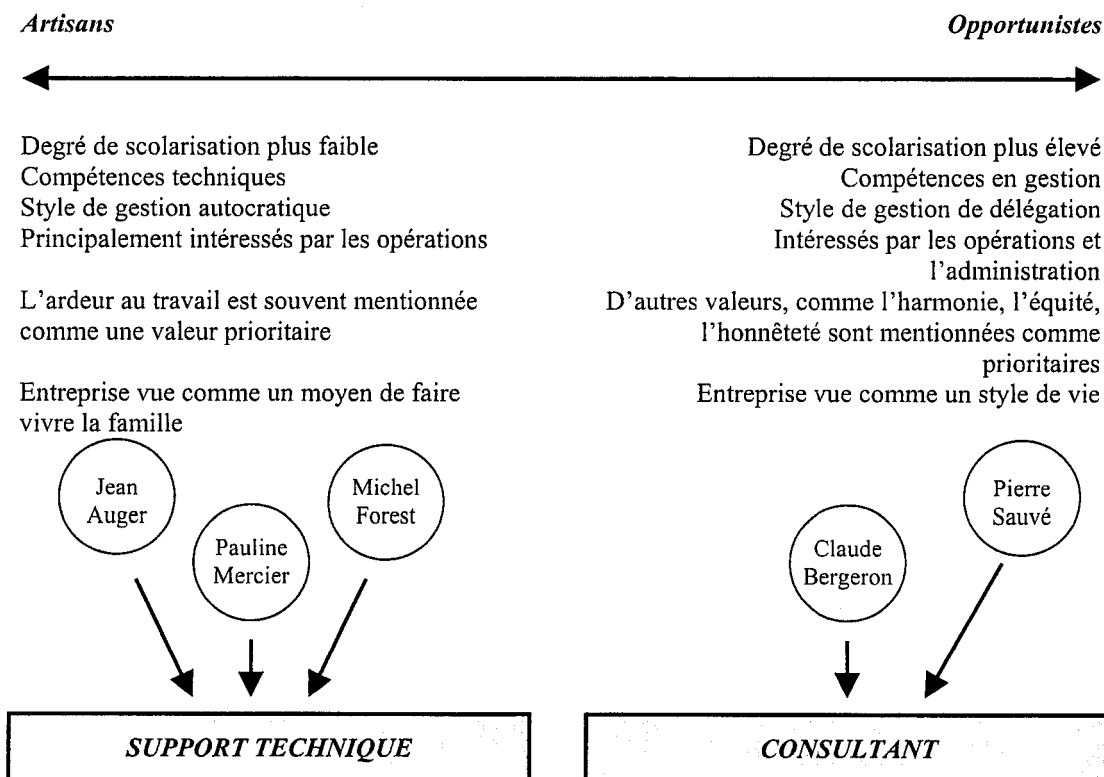 Artisans
Opportunistes
Degré de scolarisation plus faible
Compétences techniques
Style de gestion autocratique
Principalement intéressés par les opérations
L'ardeur au travail est souvent mentionnée
comme une valeur prioritaire
Entreprise vue comme un moyen de faire
vivre la famille
Degré de scolarisation plus élevé
Compétences en gestion
Style de gestion de délégation
Intéressés par les opérations et
l'administration
D'autres valeurs, comme l'harmonie, l'équité,
l'honnêteté sont mentionnées comme
prioritaires
Entreprise vue comme un style de vie
Jean
Auger
Pauline
Mercier
Michel
Forest
Claude
Bergeron
Pierre
Sauvé
SUPPORT TECHNIQUE
CONSULTANT